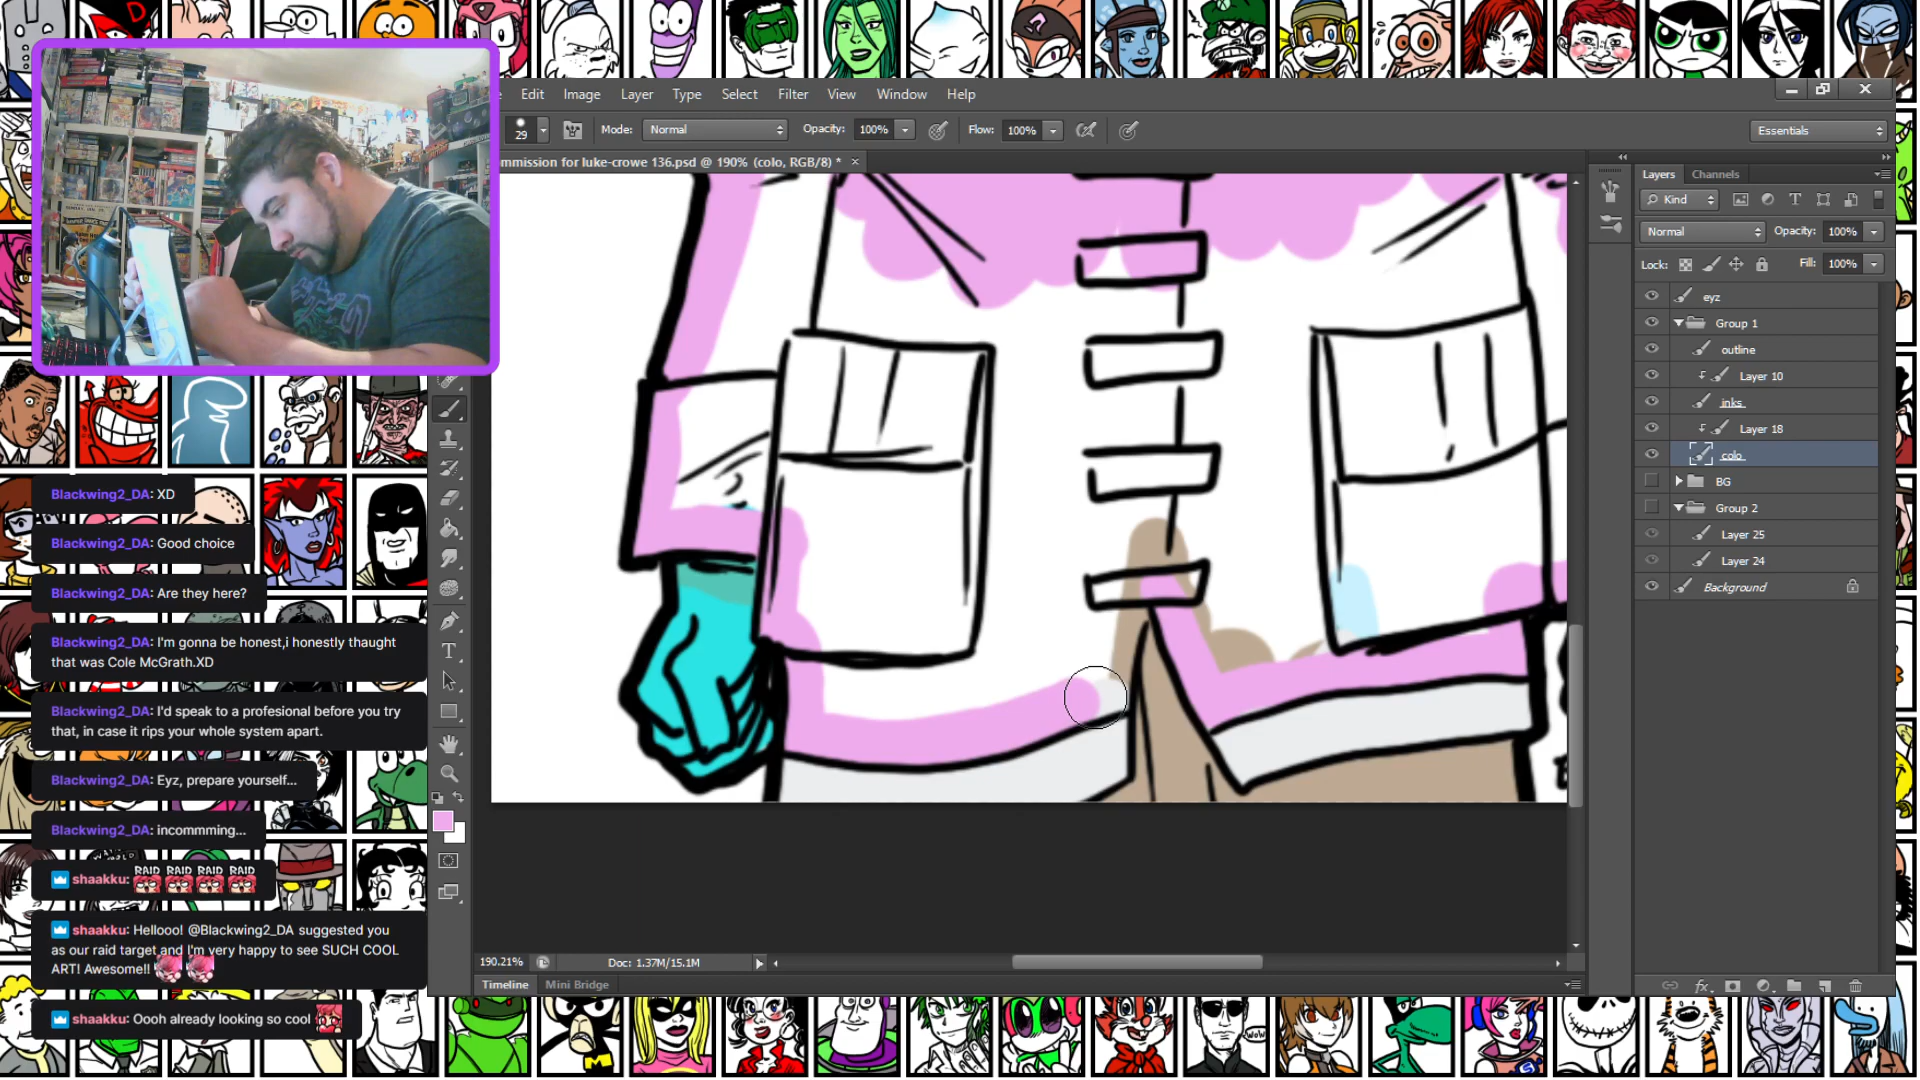 Edit Image Layer Type Select Filter View Window Help
29 Mode: Normal Opacity: 100% Flow: 100% Essentials
mmission for luke-crowe 136.psd @ 190% (colo, RGB/8) * ×
Layers Channels
Kind
Normal Opacity: 100%
Lock: Fill: 100%
eyz
Group 1
outline
Layer 10
inks
Layer 18
colo
BG
Group 2
Layer 25
Layer 24
Background
Blackwing2_DA: XD
Blackwing2_DA: Good choice
Blackwing2_DA: Are they here?
Blackwing2_DA: I'm gonna be honest,i honestly thaught
that was Cole McGrath.XD
Blackwing2_DA: I'd speak to a profesional before you try
that, in case it rips your whole system apart.
Blackwing2_DA: Eyz, prepare yourself...
Blackwing2_DA: incommming...
shaakku: RAID RAID RAID RAID
shaakku: Hellooo! @Blackwing2_DA suggested you
as our raid target and I'm very happy to see SUCH COOL
ART! Awesome!!
shaakku: Oooh already looking so cool
190.21% Doc: 1.37M/15.1M
Timeline Mini Bridge
WOW